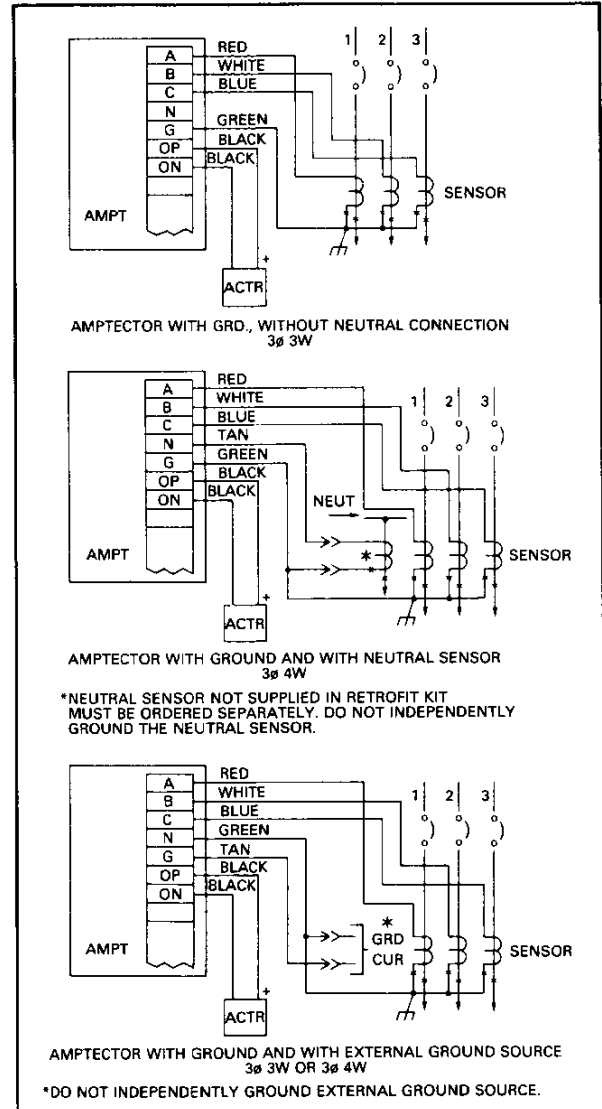 1 2 3
A RED
B WHITE
C BLUE
N
G GREEN
OP BLACK
ON BLACK
SENSOR
AMPT
+
ACTR
AMPTECTOR WITH GRD., WITHOUT NEUTRAL CONNECTION
3ø 3W
A RED
B WHITE
C BLUE
N TAN
G GREEN
OP BLACK
ON BLACK
1 2 3
NEUT
*
SENSOR
AMPT
+
ACTR
AMPTECTOR WITH GROUND AND WITH NEUTRAL SENSOR
3ø 4W
*NEUTRAL SENSOR NOT SUPPLIED IN RETROFIT KIT
MUST BE ORDERED SEPARATELY. DO NOT INDEPENDENTLY
GROUND THE NEUTRAL SENSOR.
A RED
B WHITE
C BLUE
N GREEN
G TAN
OP BLACK
ON BLACK
1 2 3
*
GRD
CUR
SENSOR
AMPT
+
ACTR
AMPTECTOR WITH GROUND AND WITH EXTERNAL GROUND SOURCE
3ø 3W OR 3ø 4W
*DO NOT INDEPENDENTLY GROUND EXTERNAL GROUND SOURCE.